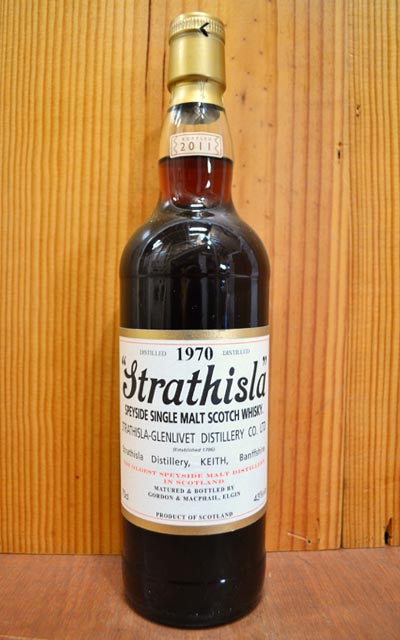 BOTTLED
2011
DISTILLED 1970 DISTILLED
"Strathisla"
SPEYSIDE SINGLE MALT SCOTCH WHISKY.
STRATHISLA-GLENLIVET DISTILLERY CO. LTD.
(Established 1786)
Strathisla Distillery, KEITH, Banffshire
THE OLDEST SPEYSIDE MALT DISTILLERY
IN SCOTLAND
MATURED & BOTTLED BY
GORDON & MACPHAIL, ELGIN
70cl 43%
PRODUCT OF SCOTLAND